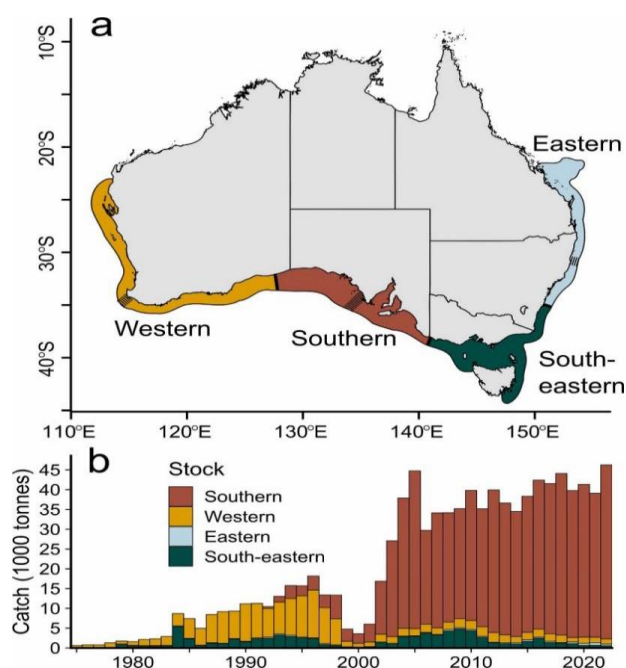 a
10°S
20°S
30°S
40°S
Eastern
Western
Southern
South-
eastern
110°E 120°E 130°E 140°E 150°E
b
Catch (1000 tonnes)
45
40
35
30
25
20
15
10
5
0
Stock
Southern
Western
Eastern
South-eastern
1980 1990 2000 2010 2020